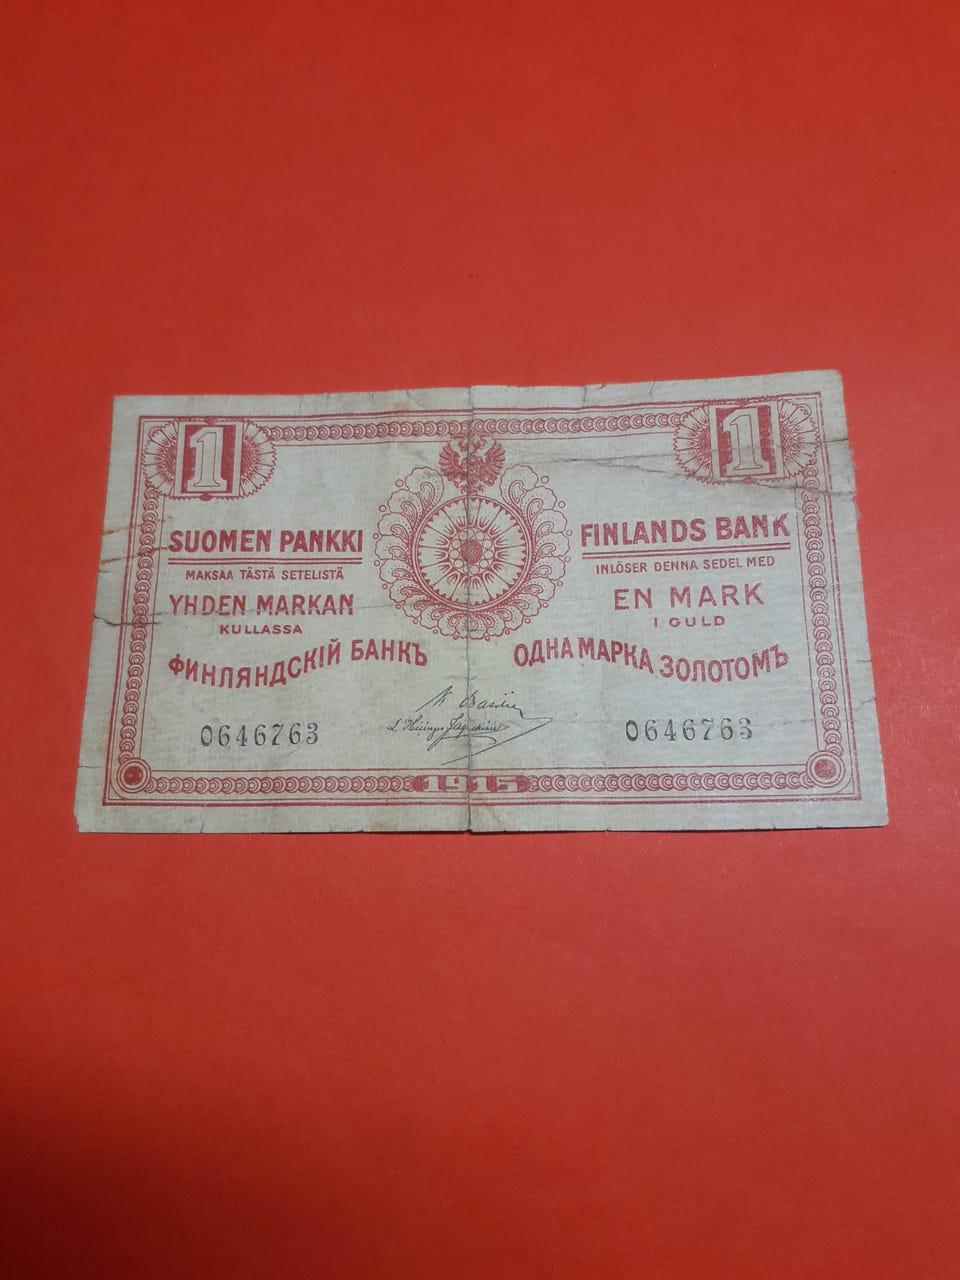 1
1
SUOMEN PANKKI
MAKSAA TÄSTÄ SETELISTÄ
YHDEN MARKAN
KULLASSA
FINLANDS BANK
INLÖSER DENNA SEDEL MED
EN MARK
I GULD
ФИНЛЯНДСКІЙ БАНКЪ
ОДНА МАРКА ЗОЛОТОМЪ
0646763
0646763
1915